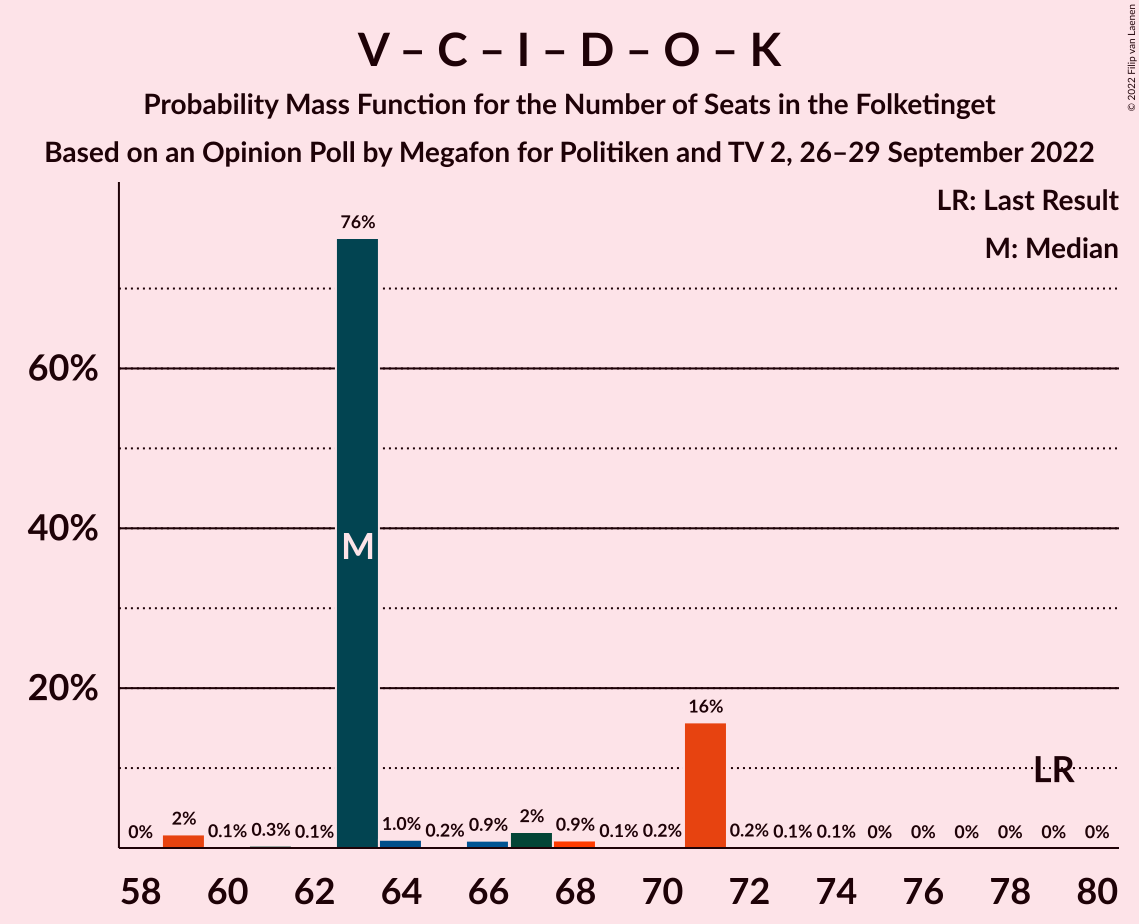 V – C – I – D – O – K
Probability Mass Function for the Number of Seats in the Folketinget
Based on an Opinion Poll by Megafon for Politiken and TV 2, 26–29 September 2022
© 2022 Filip van Laenen
LR: Last Result
M: Median
60%
40%
20%
0% 2% 0.1% 0.3% 0.1% 76% 1.0% 0.2% 0.9% 2% 0.9% 0.1% 0.2% 16% 0.2% 0.1% 0.1% 0% 0% 0% 0% 0% 0%
M
LR
58 60 62 64 66 68 70 72 74 76 78 80